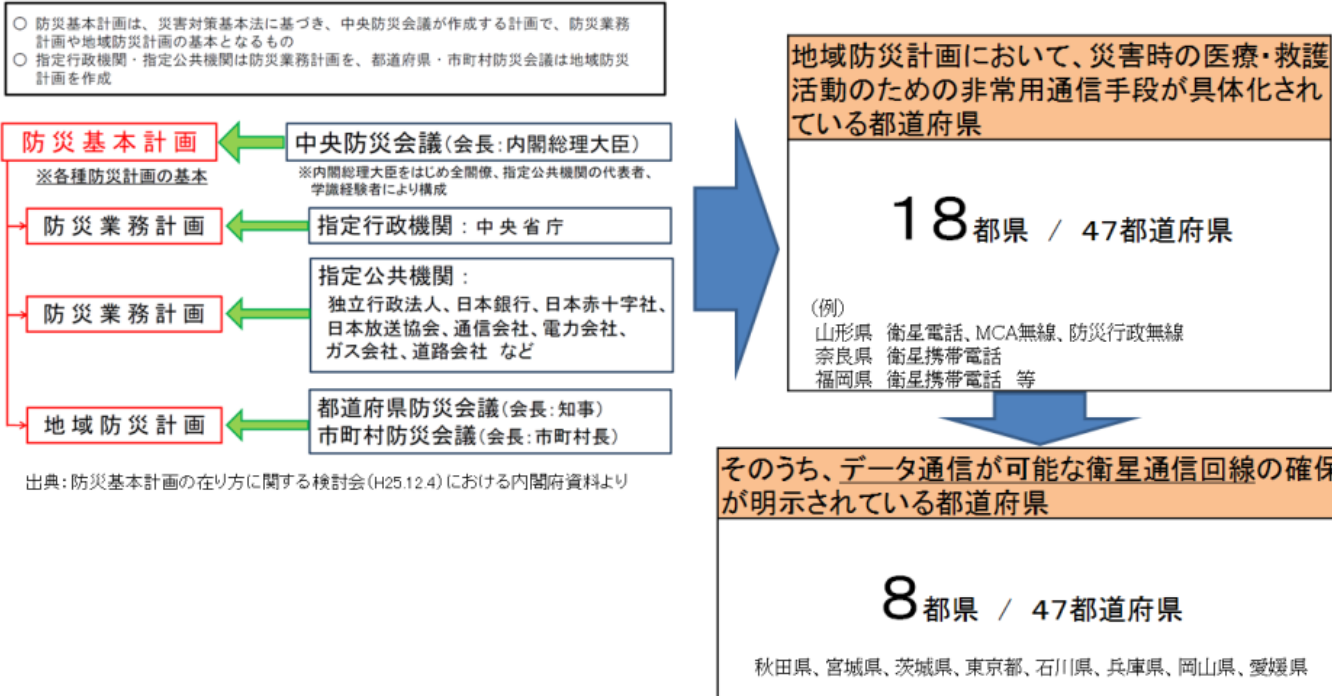 ○ 防災基本計画は、災害対策基本法に基づき、中央防災会議が作成する計画で、防災業務
計画や地域防災計画の基本となるもの
○ 指定行政機関・指定公共機関は防災業務計画を、都道府県・市町村防災会議は地域防災
計画を作成
防災基本計画
※各種防災計画の基本
中央防災会議(会長:内閣総理大臣)
※内閣総理大臣をはじめ全閣僚、指定公共機関の代表者、
学識経験者により構成
防災業務計画
指定行政機関:中央省庁
防災業務計画
指定公共機関:
独立行政法人、日本銀行、日本赤十字社、
日本放送協会、通信会社、電力会社、
ガス会社、道路会社 など
地域防災計画
都道府県防災会議(会長:知事)
市町村防災会議(会長:市町村長)
出典:防災基本計画の在り方に関する検討会(H25.12.4)における内閣府資料より
地域防災計画において、災害時の医療・救護
活動のための非常用通信手段が具体化され
ている都道府県
18都県 / 47都道府県
(例)
山形県 衛星電話、MCA無線、防災行政無線
奈良県 衛星携帯電話
福岡県 衛星携帯電話 等
そのうち、データ通信が可能な衛星通信回線の確保
が明示されている都道府県
8都県 / 47都道府県
秋田県、宮城県、茨城県、東京都、石川県、兵庫県、岡山県、愛媛県